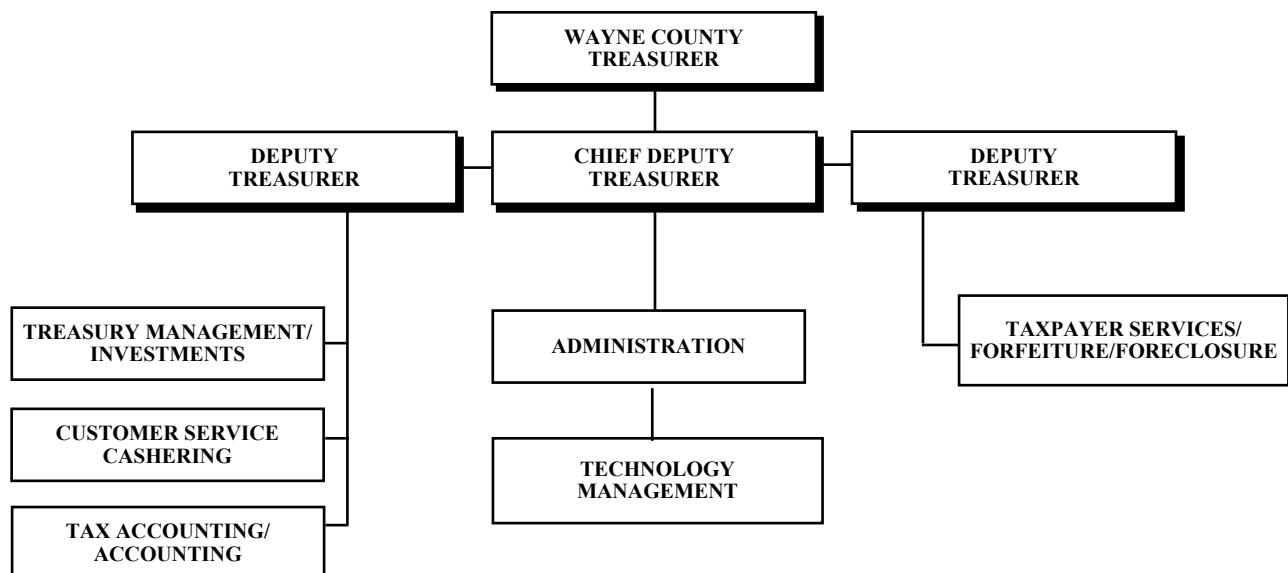 WAYNE COUNTY
TREASURER
DEPUTY
TREASURER
CHIEF DEPUTY
TREASURER
DEPUTY
TREASURER
TREASURY MANAGEMENT/
INVESTMENTS
ADMINISTRATION
TAXPAYER SERVICES/
FORFEITURE/FORECLOSURE
CUSTOMER SERVICE
CASHERING
TECHNOLOGY
MANAGEMENT
TAX ACCOUNTING/
ACCOUNTING